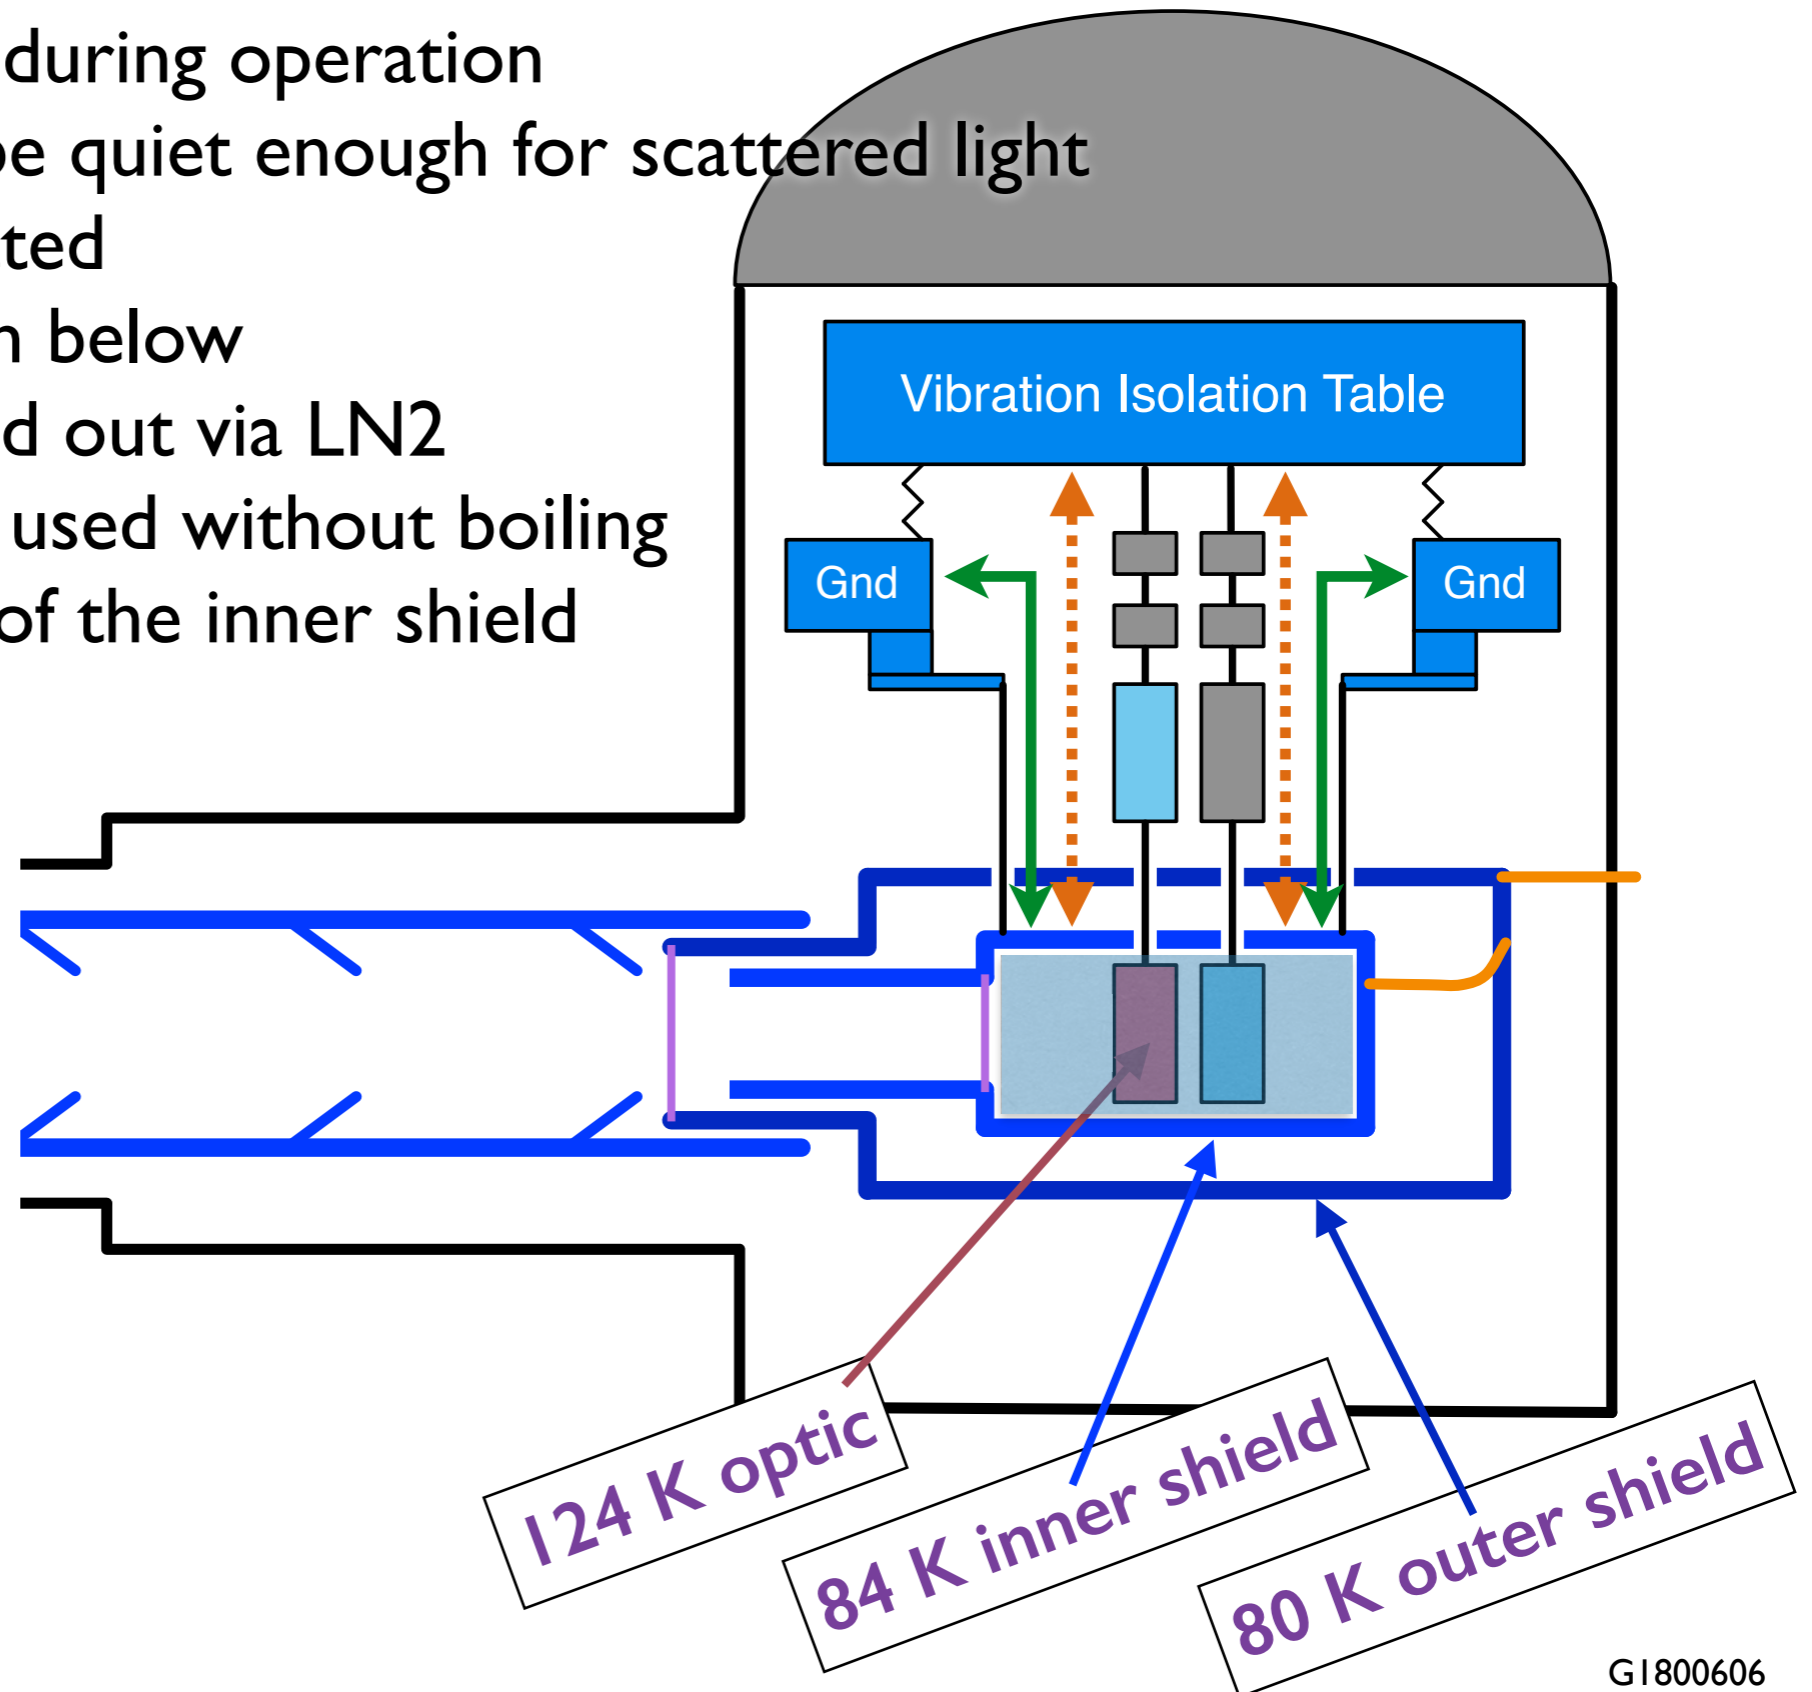 during operation
be quiet enough for scattered light
ted
n below
d out via LN2
used without boiling
of the inner shield
Vibration Isolation Table
Gnd
Gnd
124 K optic
84 K inner shield
80 K outer shield
G1800606